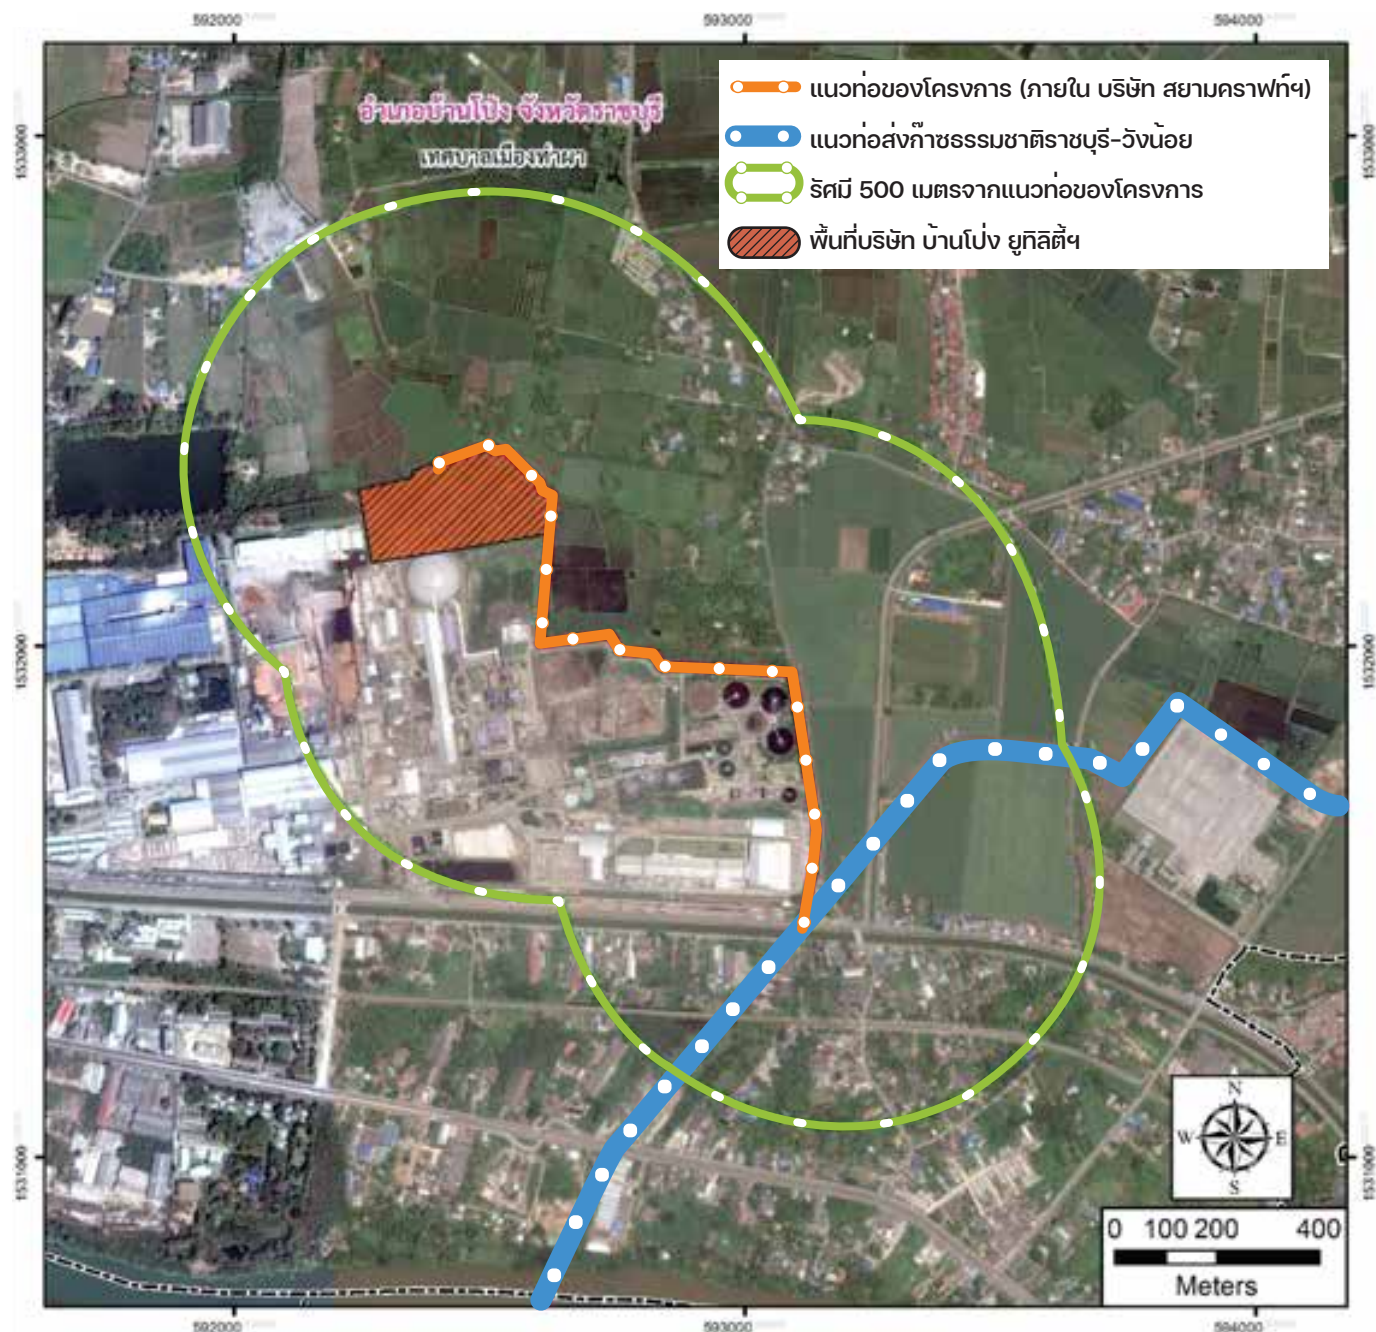 592000 593000 594000
แนวท่อของโครงการ (ภายใน บริษัท สยามคราฟท์ฯ)
แนวท่อส่งก๊าซธรรมชาติราชบุรี-วังน้อย
รัศมี 500 เมตรจากแนวท่อของโครงการ
พื้นที่บริษัท บ้านโป่ง ยูทิลิตี้ฯ
อำเภอบ้านโป่ง จังหวัดราชบุรี
เทศบาลเมืองท่าผา
1533000 1533000
1532000 1532000
1531000 1531000
N
W E
S
0 100 200 400
Meters
592000 593000 594000